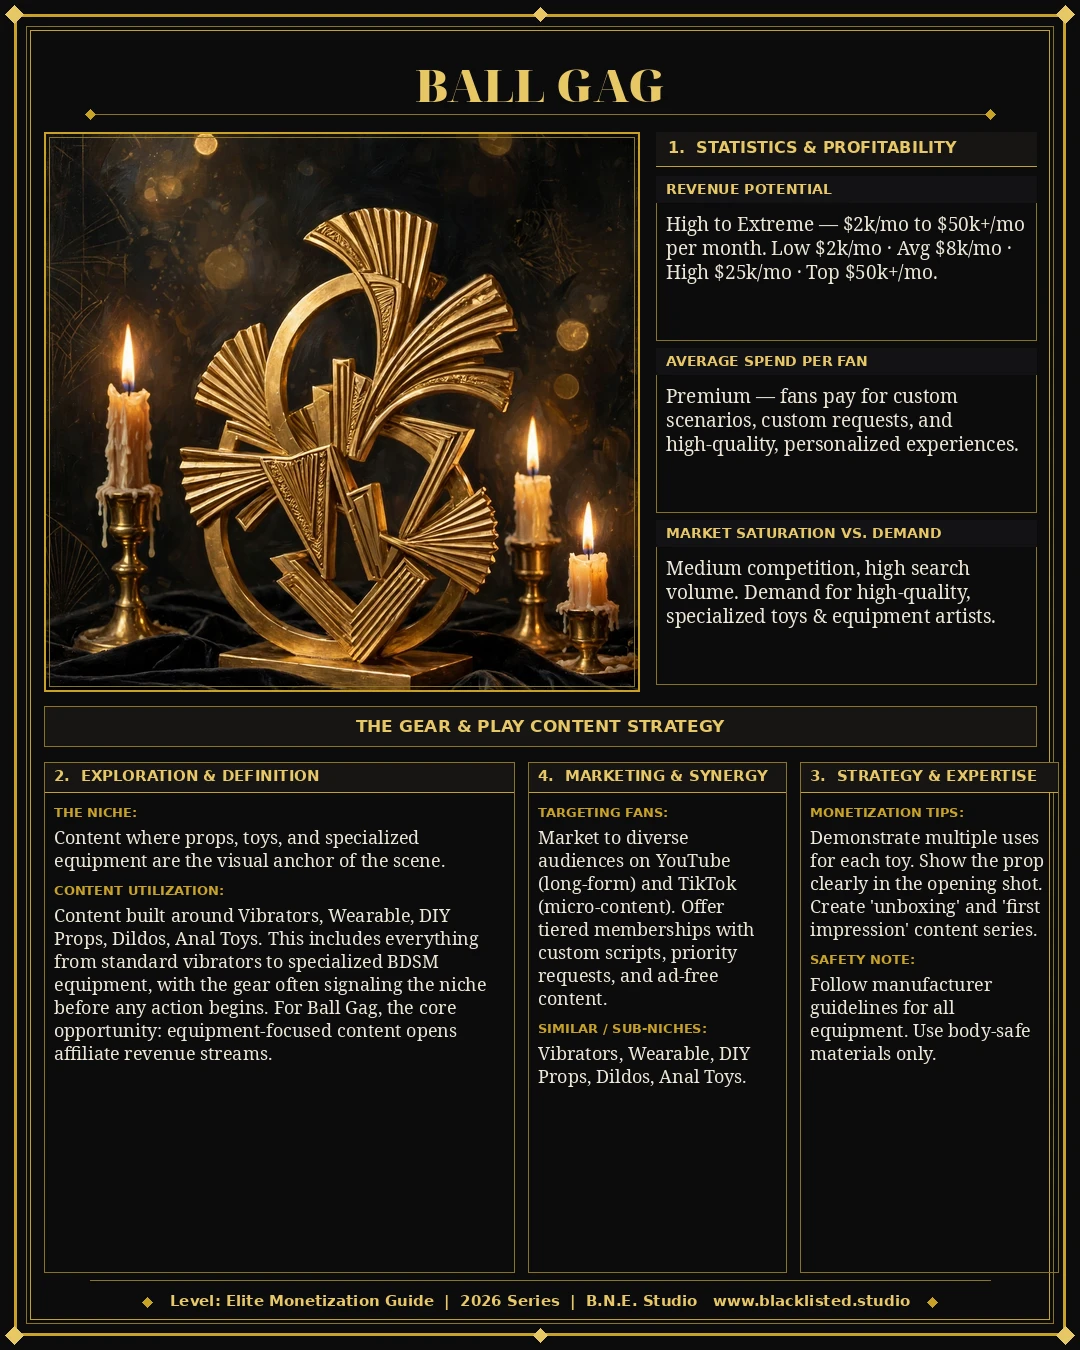 BALL GAG
1. STATISTICS & PROFITABILITY
REVENUE POTENTIAL
High to Extreme — $2k/mo to $50k+/mo
per month. Low $2k/mo · Avg $8k/mo ·
High $25k/mo · Top $50k+/mo.
AVERAGE SPEND PER FAN
Premium — fans pay for custom
scenarios, custom requests, and
high-quality, personalized experiences.
MARKET SATURATION VS. DEMAND
Medium competition, high search
volume. Demand for high-quality,
specialized toys & equipment artists.
THE GEAR & PLAY CONTENT STRATEGY
2. EXPLORATION & DEFINITION
THE NICHE:
Content where props, toys, and specialized
equipment are the visual anchor of the scene.
CONTENT UTILIZATION:
Content built around Vibrators, Wearable, DIY
Props, Dildos, Anal Toys. This includes everything
from standard vibrators to specialized BDSM
equipment, with the gear often signaling the niche
before any action begins. For Ball Gag, the core
opportunity: equipment-focused content opens
affiliate revenue streams.
4. MARKETING & SYNERGY
TARGETING FANS:
Market to diverse
audiences on YouTube
(long-form) and TikTok
(micro-content). Offer
tiered memberships with
custom scripts, priority
requests, and ad-free
content.
SIMILAR / SUB-NICHES:
Vibrators, Wearable, DIY
Props, Dildos, Anal Toys.
3. STRATEGY & EXPERTISE
MONETIZATION TIPS:
Demonstrate multiple uses
for each toy. Show the prop
clearly in the opening shot.
Create 'unboxing' and 'first
impression' content series.
SAFETY NOTE:
Follow manufacturer
guidelines for all
equipment. Use body-safe
materials only.
Level: Elite Monetization Guide | 2026 Series | B.N.E. Studio www.blacklisted.studio